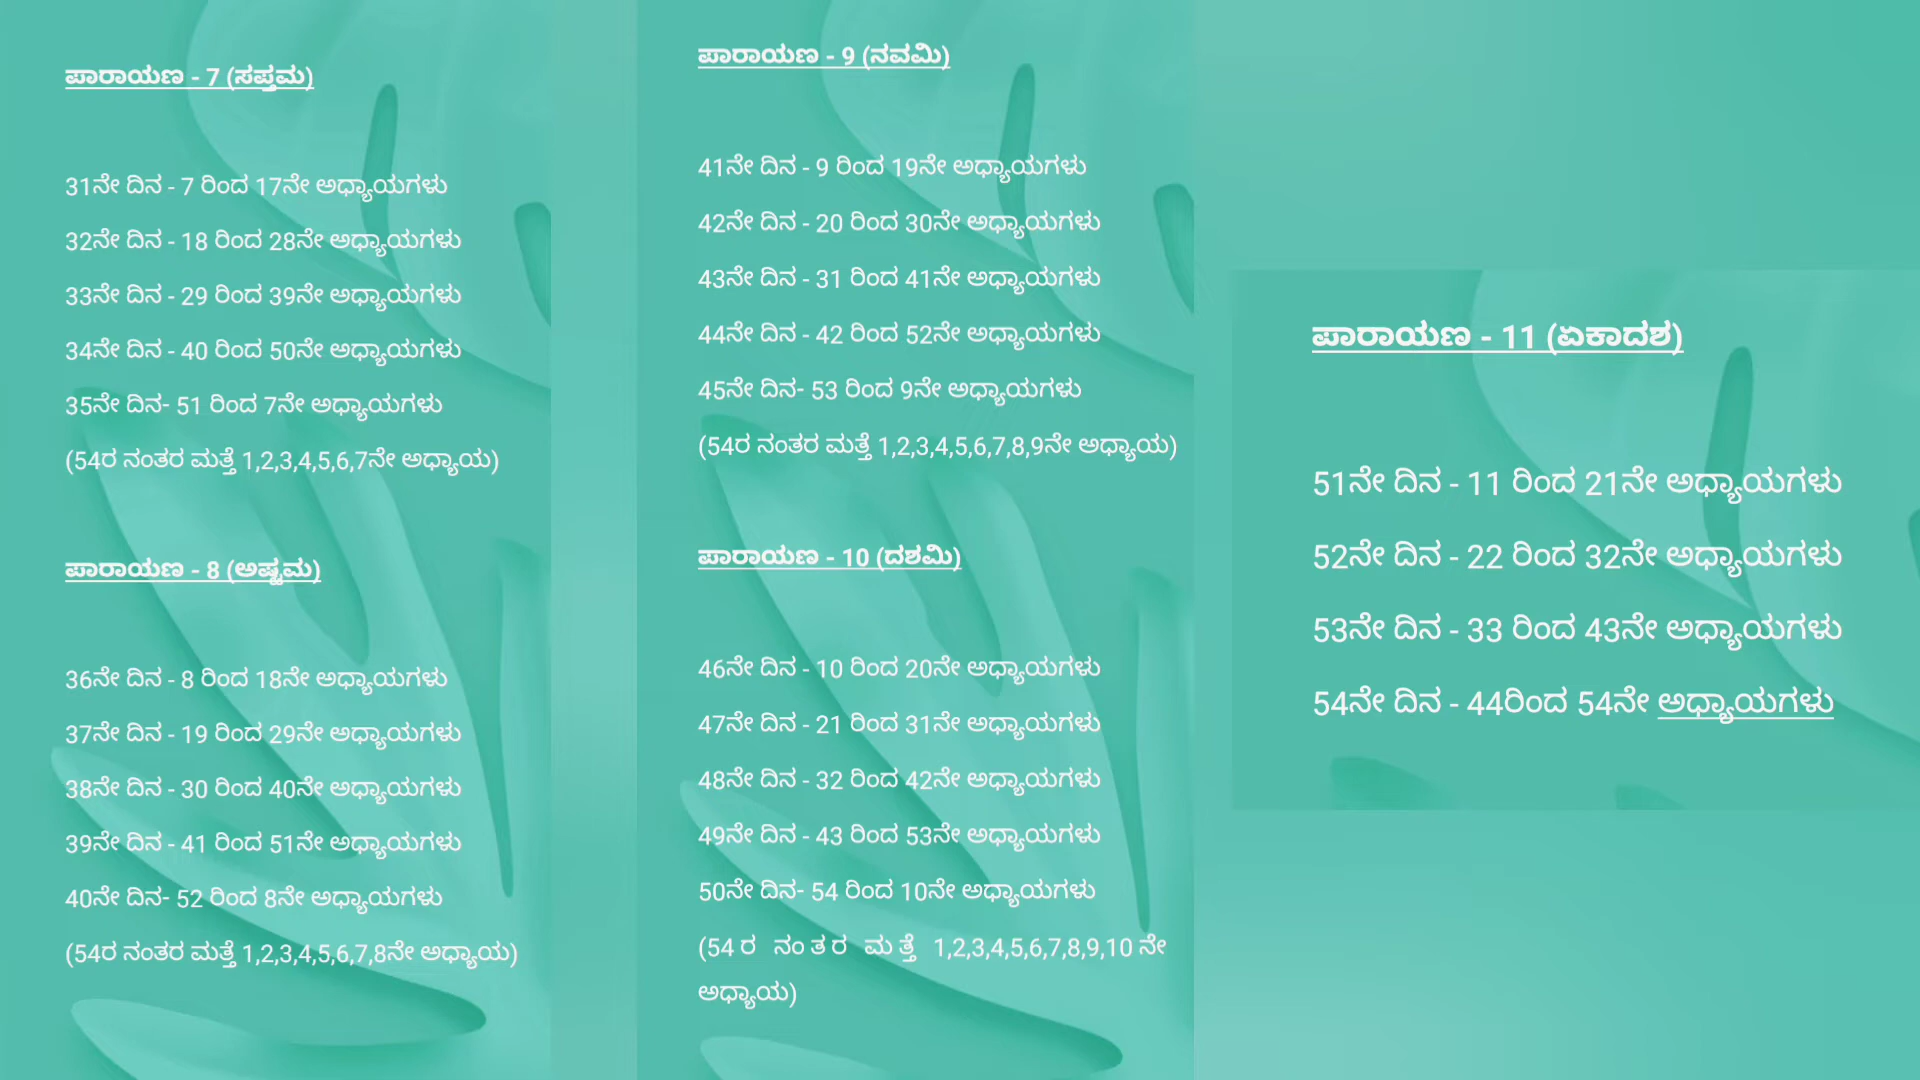 ಪಾರಾಯಣ - 7 (ಸಪ್ತಮ)
31ನೇ ದಿನ - 7 ರಿಂದ 17ನೇ ಅಧ್ಯಾಯಗಳು
32ನೇ ದಿನ - 18 ರಿಂದ 28ನೇ ಅಧ್ಯಾಯಗಳು
33ನೇ ದಿನ - 29 ರಿಂದ 39ನೇ ಅಧ್ಯಾಯಗಳು
34ನೇ ದಿನ - 40 ರಿಂದ 50ನೇ ಅಧ್ಯಾಯಗಳು
35ನೇ ದಿನ- 51 ರಿಂದ 7ನೇ ಅಧ್ಯಾಯಗಳು
(54ರ ನಂತರ ಮತ್ತೆ 1,2,3,4,5,6,7ನೇ ಅಧ್ಯಾಯ)
ಪಾರಾಯಣ - 8 (ಅಷ್ಟಮ)
36ನೇ ದಿನ - 8 ರಿಂದ 18ನೇ ಅಧ್ಯಾಯಗಳು
37ನೇ ದಿನ - 19 ರಿಂದ 29ನೇ ಅಧ್ಯಾಯಗಳು
38ನೇ ದಿನ - 30 ರಿಂದ 40ನೇ ಅಧ್ಯಾಯಗಳು
39ನೇ ದಿನ - 41 ರಿಂದ 51ನೇ ಅಧ್ಯಾಯಗಳು
40ನೇ ದಿನ- 52 ರಿಂದ 8ನೇ ಅಧ್ಯಾಯಗಳು
(54ರ ನಂತರ ಮತ್ತೆ 1,2,3,4,5,6,7,8ನೇ ಅಧ್ಯಾಯ)
ಪಾರಾಯಣ - 9 (ನವಮಿ)
41ನೇ ದಿನ - 9 ರಿಂದ 19ನೇ ಅಧ್ಯಾಯಗಳು
42ನೇ ದಿನ - 20 ರಿಂದ 30ನೇ ಅಧ್ಯಾಯಗಳು
43ನೇ ದಿನ - 31 ರಿಂದ 41ನೇ ಅಧ್ಯಾಯಗಳು
44ನೇ ದಿನ - 42 ರಿಂದ 52ನೇ ಅಧ್ಯಾಯಗಳು
45ನೇ ದಿನ- 53 ರಿಂದ 9ನೇ ಅಧ್ಯಾಯಗಳು
(54ರ ನಂತರ ಮತ್ತೆ 1,2,3,4,5,6,7,8,9ನೇ ಅಧ್ಯಾಯ)
ಪಾರಾಯಣ - 10 (ದಶಮಿ)
46ನೇ ದಿನ - 10 ರಿಂದ 20ನೇ ಅಧ್ಯಾಯಗಳು
47ನೇ ದಿನ - 21 ರಿಂದ 31ನೇ ಅಧ್ಯಾಯಗಳು
48ನೇ ದಿನ - 32 ರಿಂದ 42ನೇ ಅಧ್ಯಾಯಗಳು
49ನೇ ದಿನ - 43 ರಿಂದ 53ನೇ ಅಧ್ಯಾಯಗಳು
50ನೇ ದಿನ- 54 ರಿಂದ 10ನೇ ಅಧ್ಯಾಯಗಳು
(54ರ ನಂತರ ಮತ್ತೆ 1,2,3,4,5,6,7,8,9,10ನೇ
ಅಧ್ಯಾಯ)
ಪಾರಾಯಣ - 11 (ಏಕಾದಶ)
51ನೇ ದಿನ - 11 ರಿಂದ 21ನೇ ಅಧ್ಯಾಯಗಳು
52ನೇ ದಿನ - 22 ರಿಂದ 32ನೇ ಅಧ್ಯಾಯಗಳು
53ನೇ ದಿನ - 33 ರಿಂದ 43ನೇ ಅಧ್ಯಾಯಗಳು
54ನೇ ದಿನ - 44ರಿಂದ 54ನೇ ಅಧ್ಯಾಯಗಳು